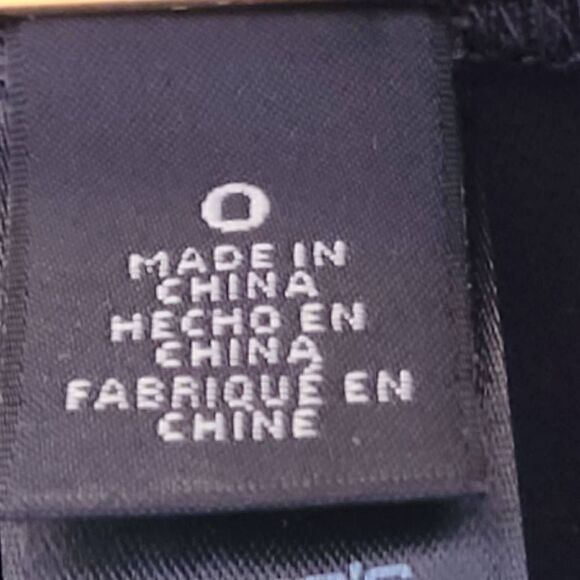 0
MADE IN
CHINA
HECHO EN
CHINA
FABRIQUÉ EN
CHINE